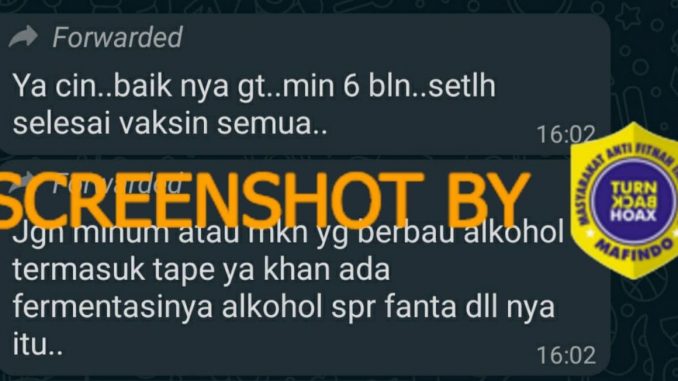 Forwarded
Ya cin..baik nya gt..min 6 bln..setlh
selesai vaksin semua..
16:02
Forwarded
SCREENSHOT BY
Jgn minum atau mkn yg berbau alkohol
termasuk tape ya khan ada
fermentasinya alkohol spr fanta dll nya
itu..
16:02
MASYARAKAT ANTI FITNAH
TURN
BACK
HOAX
MAFINDO